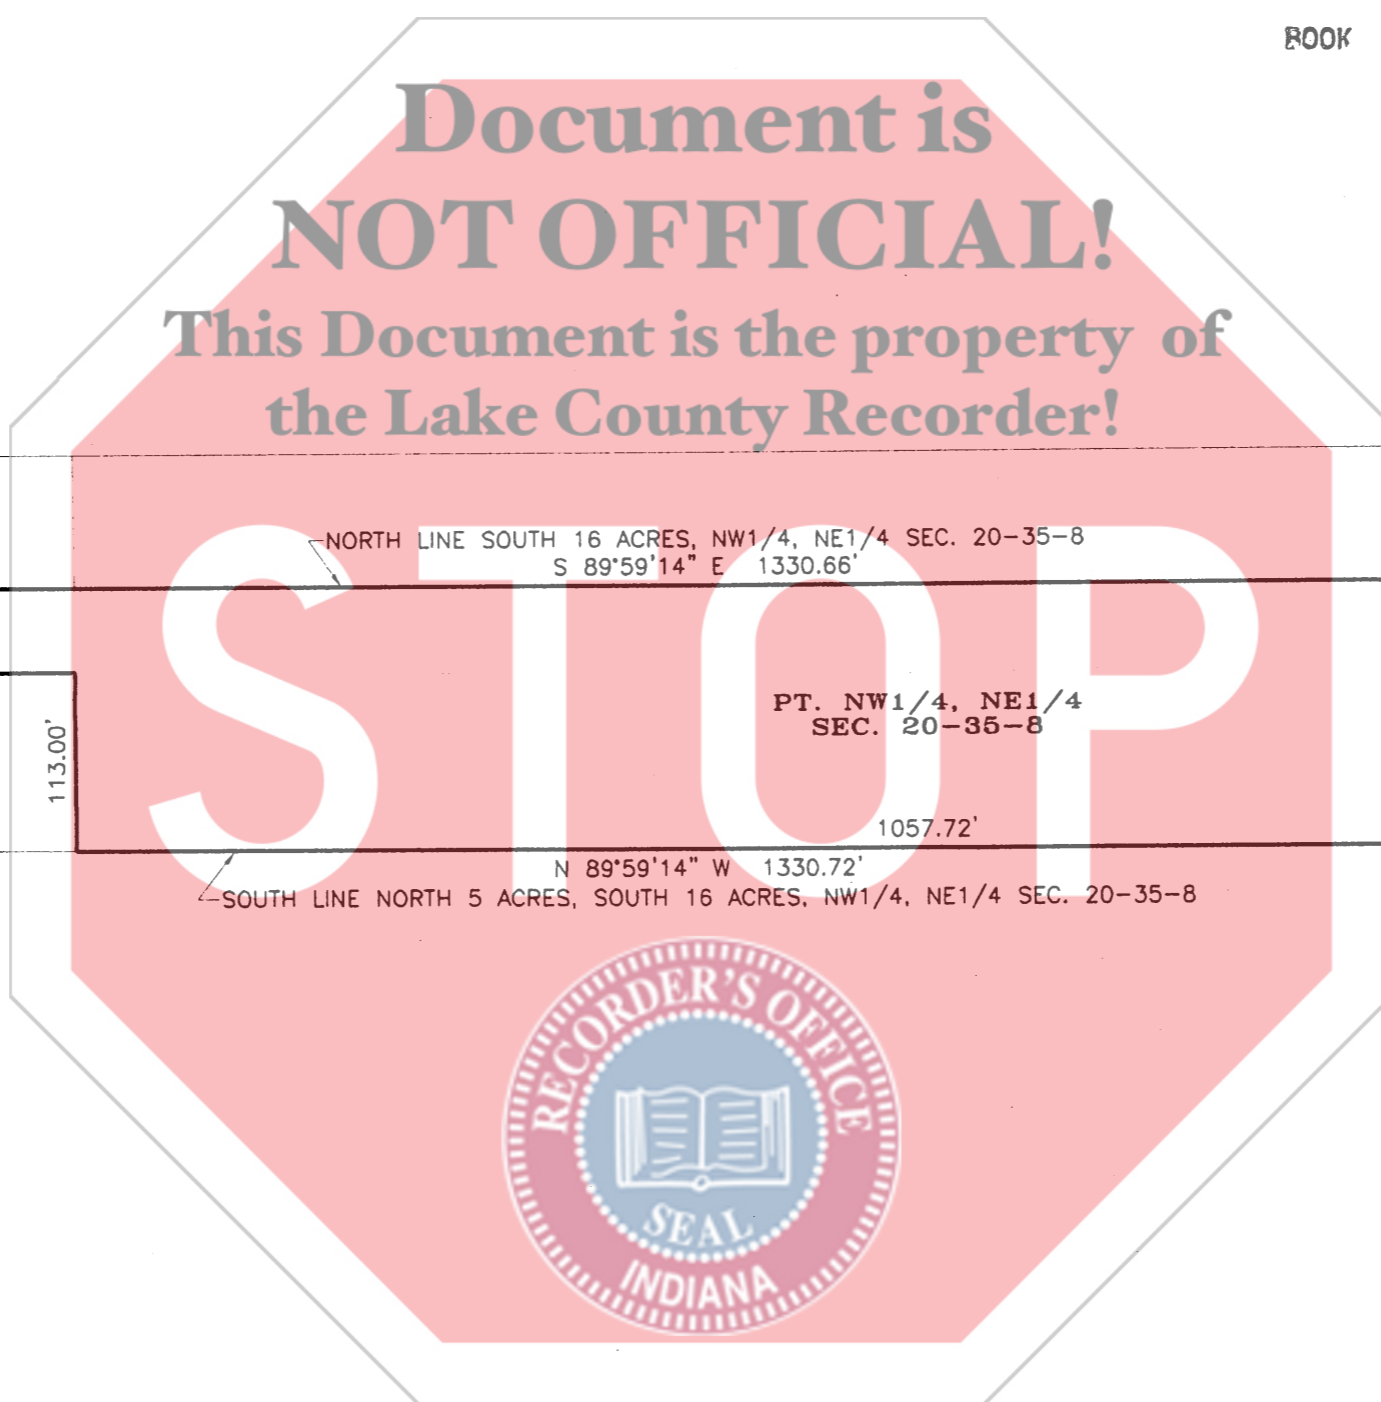 BOOK
Document is
NOT OFFICIAL!
This Document is the property of
the Lake County Recorder!
STOP
NORTH LINE SOUTH 16 ACRES, NW1/4, NE1/4 SEC. 20-35-8
S 89°59'14" E 1330.66'
PT. NW1/4, NE1/4
SEC. 20-35-8
113.00'
1057.72'
N 89°59'14" W 1330.72'
SOUTH LINE NORTH 5 ACRES, SOUTH 16 ACRES, NW1/4, NE1/4 SEC. 20-35-8
RECORDER'S OFFICE
SEAL
INDIANA